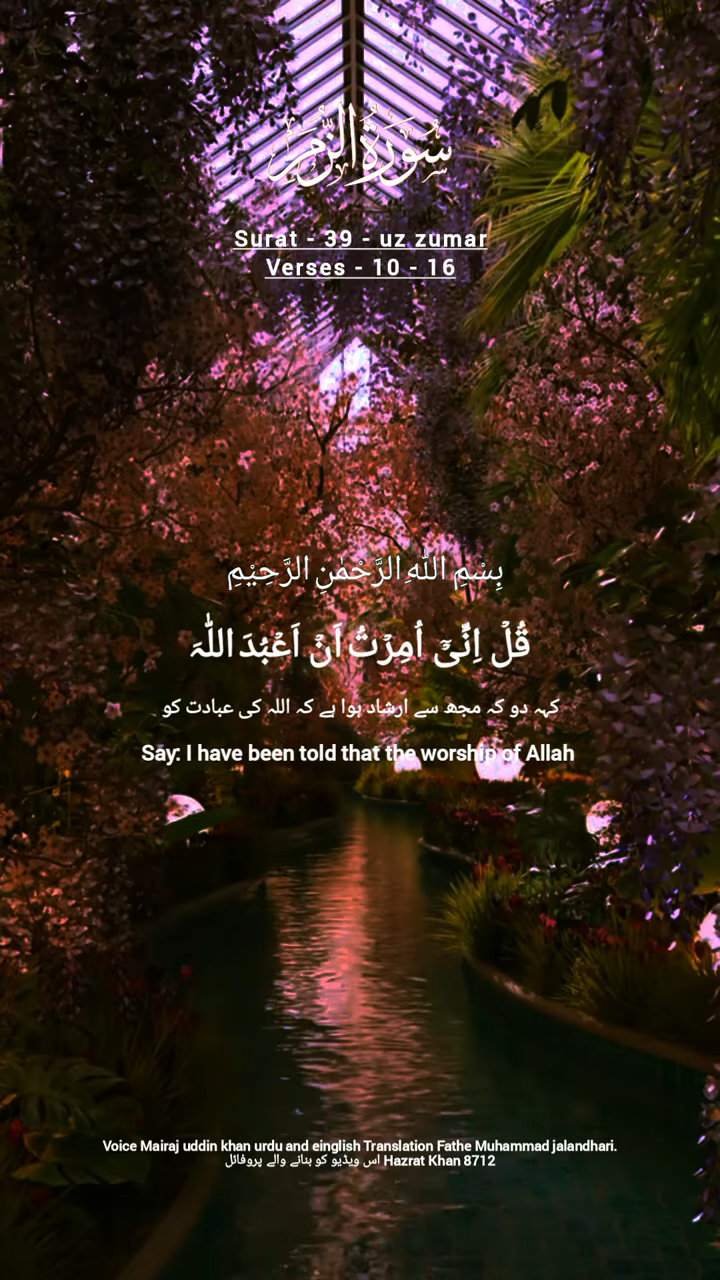 سُورَةُ الزُّمَرِ
Surat - 39 - uz zumar
Verses - 10 - 16
بِسْمِ اللّٰهِ الرَّحْمٰنِ الرَّحِیْمِ
قُلْ اِنِّیْۤ اُمِرْتُ اَنْ اَعْبُدَ اللّٰہَ
کہہ دو کہ مجھ سے ارشاد ہوا ہے کہ اللہ کی عبادت کو
Say: I have been told that the worship of Allah
Voice Mairaj uddin khan urdu and einglish Translation Fathe Muhammad jalandhari.
اس ویڈیو کو بنانے والے پروفائل Hazrat Khan 8712